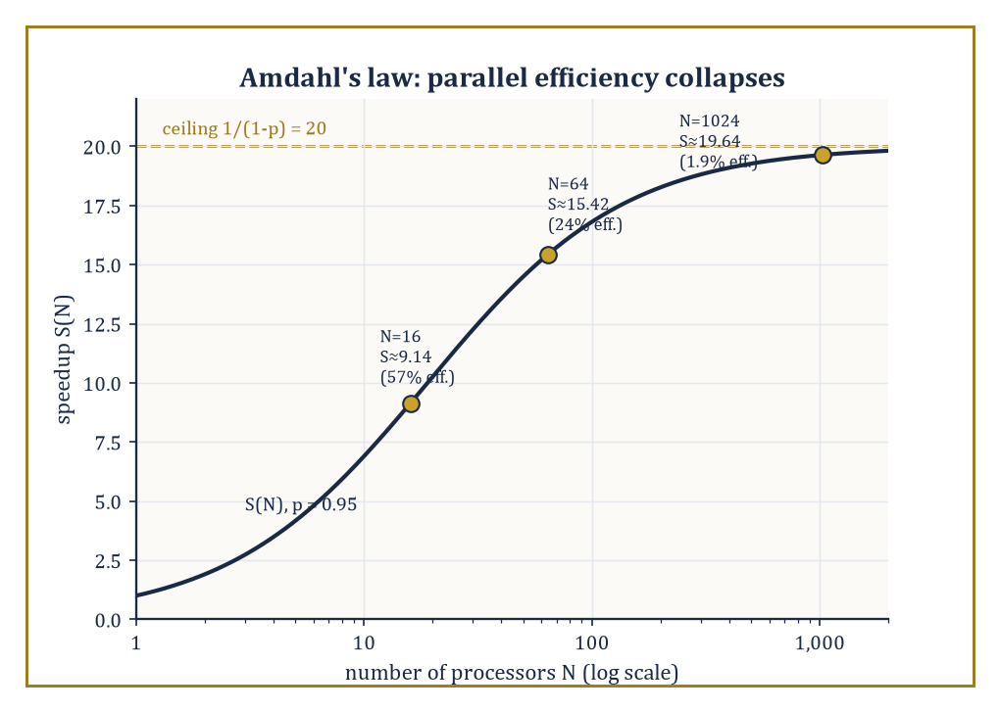 Amdahl's law: parallel efficiency collapses
ceiling 1/(1-p) = 20
N=1024
S≈19.64
(1.9% eff.)
N=64
S≈15.42
(24% eff.)
N=16
S≈9.14
(57% eff.)
S(N), p = 0.95
speedup S(N)
20.0
17.5
15.0
12.5
10.0
7.5
5.0
2.5
0.0
1 10 100 1,000
number of processors N (log scale)